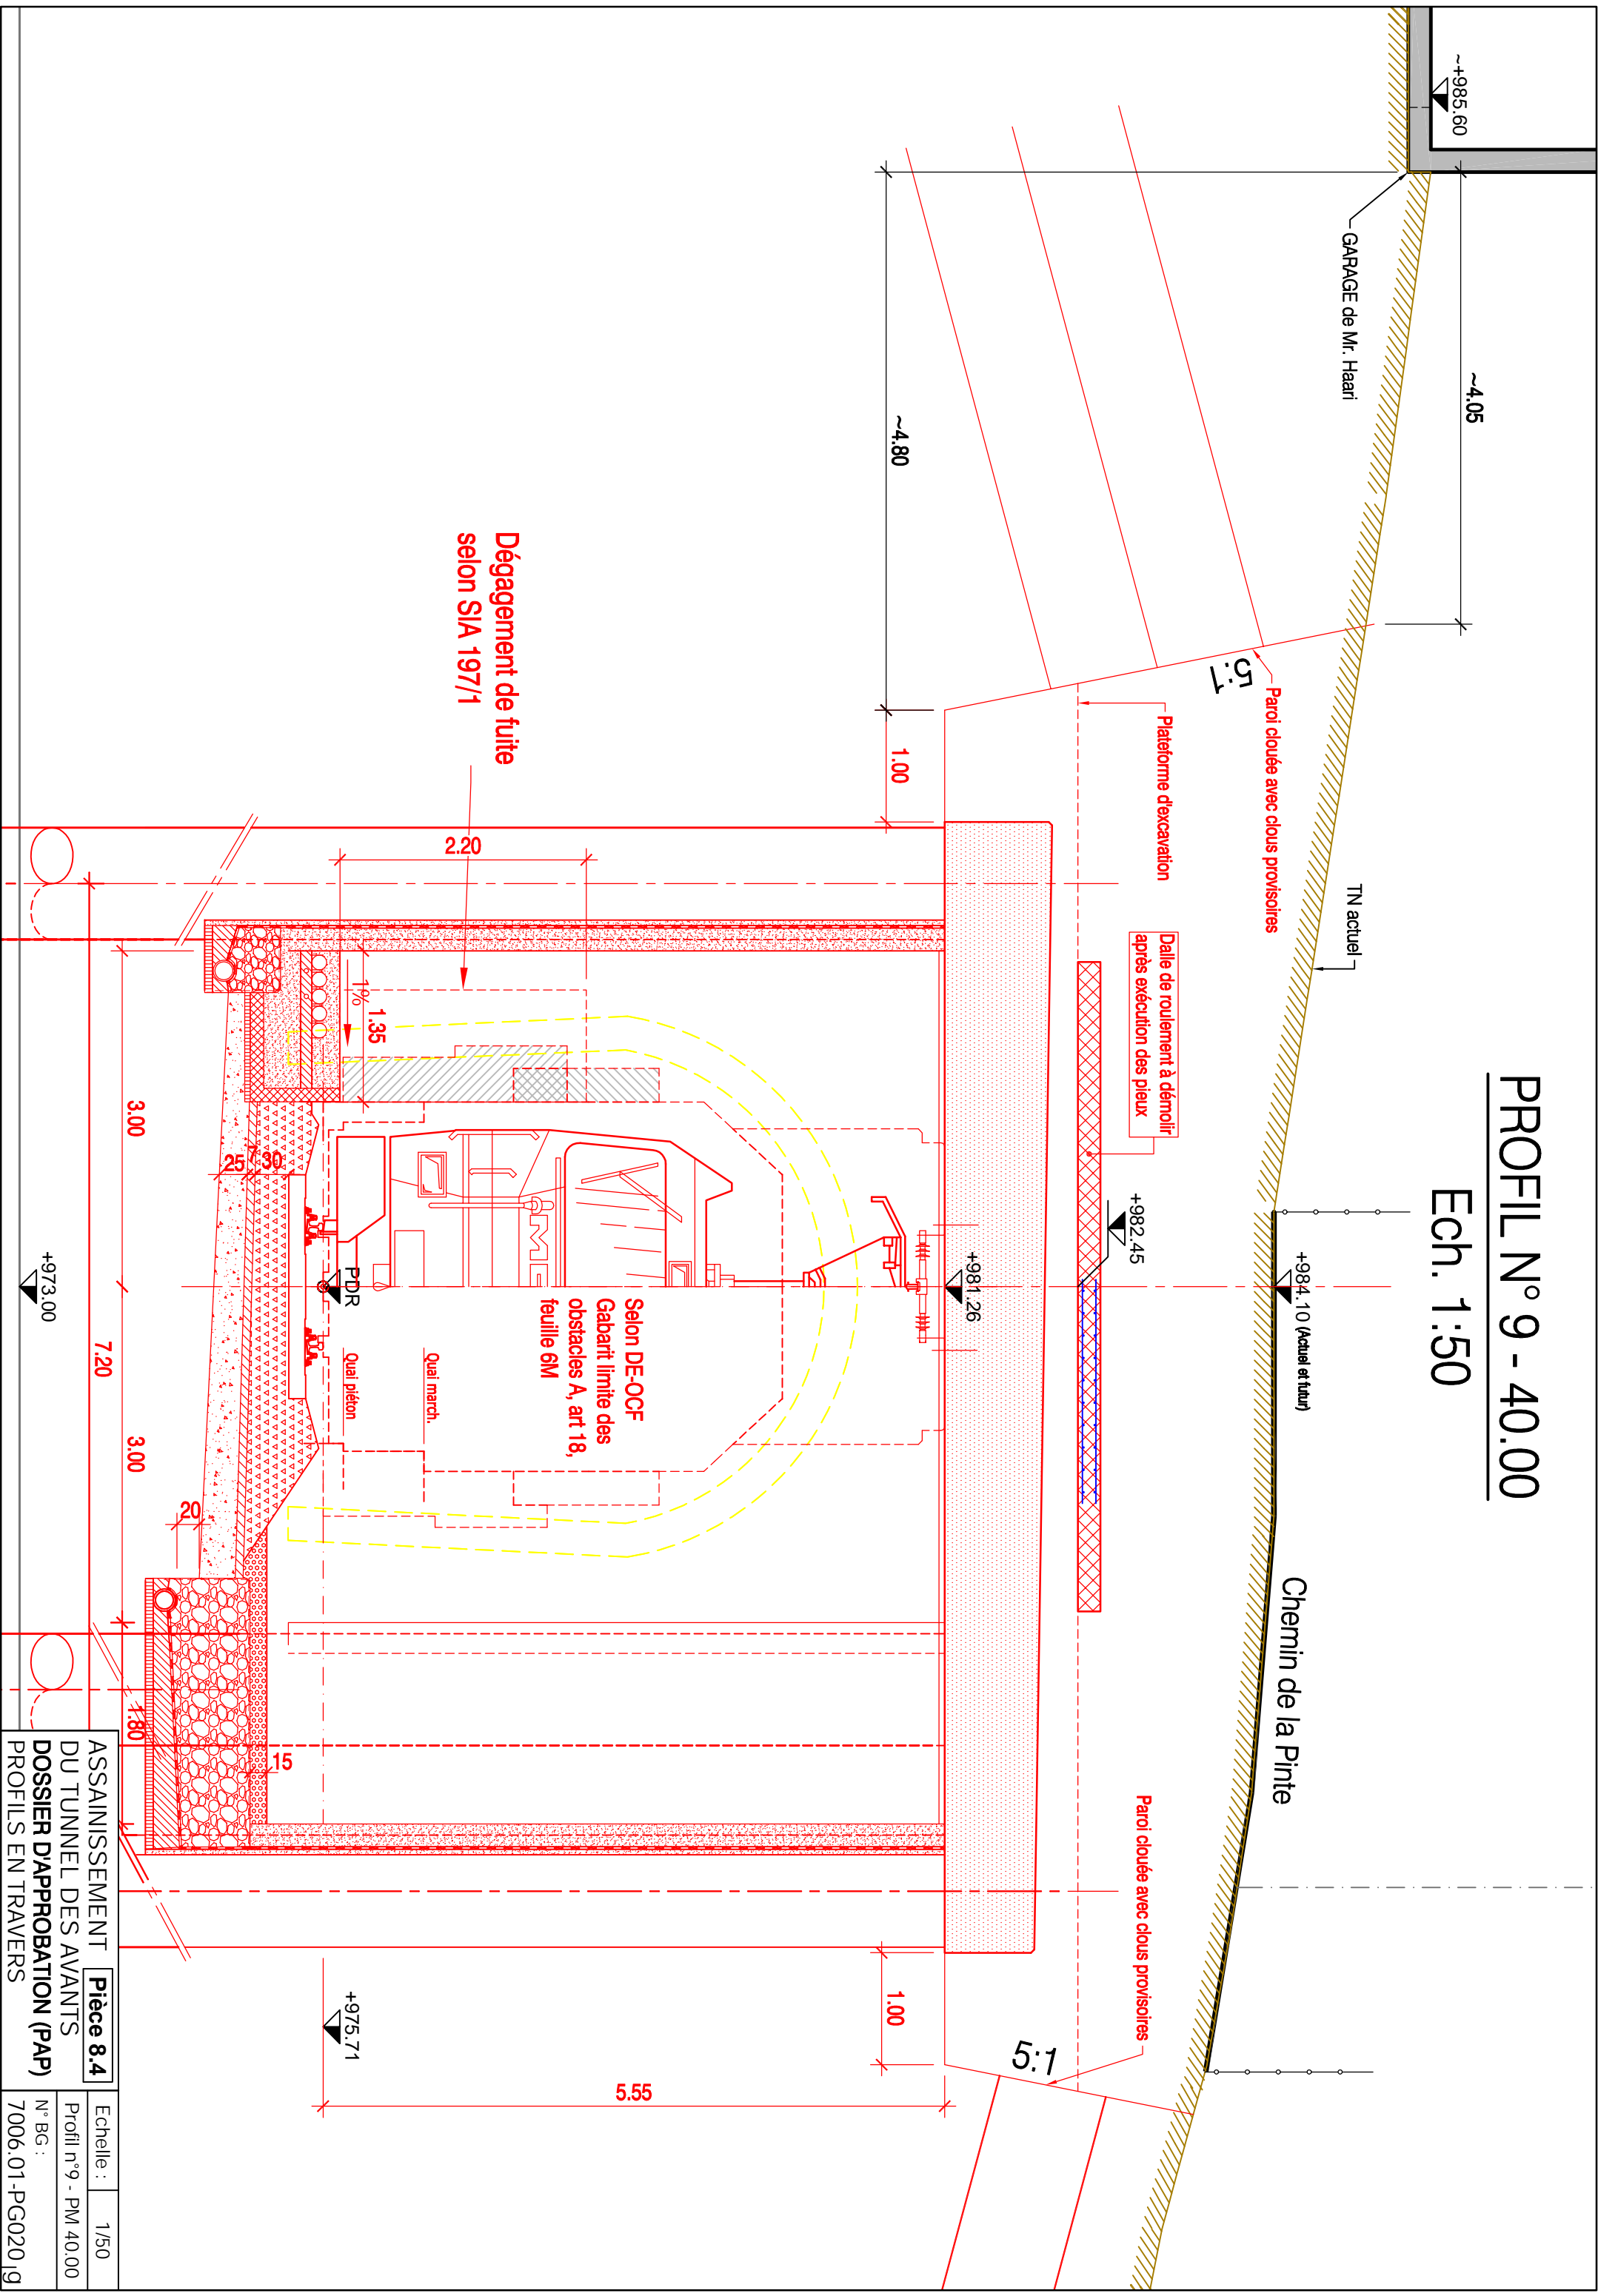 PROFIL N° 9 - 40.00
Ech. 1:50
~+985.60
~4.05
GARAGE de Mr. Haari
~4.80
5:1
Paroi clouée avec clous provisoires
Plateforme d'excavation
1.00
TN actuel
Dalle de roulement à démolir
après exécution des pieux
+982.45
+984.10 (Actuel et futur)
Chemin de la Pinte
+981.26
Paroi clouée avec clous provisoires
5:1
1.00
Dégagement de fuite
selon SIA 197/1
2.20
1%
1.35
Selon DE-OCF
Gabarit limite des
obstacles A, art 18,
feuille 6M
Quai march.
Quai piéton
PDR
5.55
+975.71
25
7
30
20
15
3.00
3.00
1.80
7.20
+973.00
ASSAINISSEMENT
Pièce 8.4
DU TUNNEL DES AVANTS
DOSSIER D'APPROBATION (PAP)
PROFILS EN TRAVERS
Echelle :
1/50
Profil n°9 - PM 40.00
N° BG :
7006.01-PG020